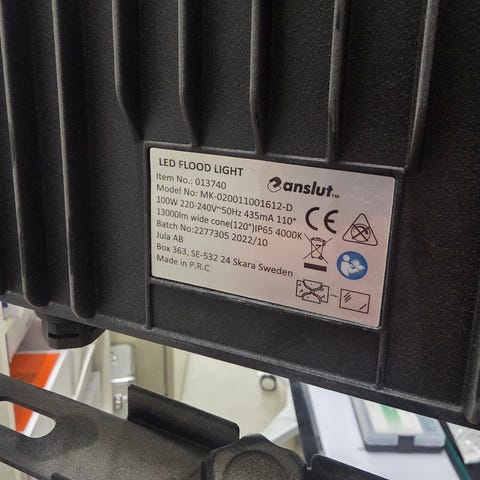 LED FLOOD LIGHT
anslut™
Item No.: 013740
Model No: MK-020011001612-D
100W 220-240V~50Hz 435mA 110°
13000lm wide cone(120°)IP65 4000K
Batch No:2277305 2022/10
Jula AB
Box 363, SE-532 24 Skara Sweden
Made in P.R.C
CE